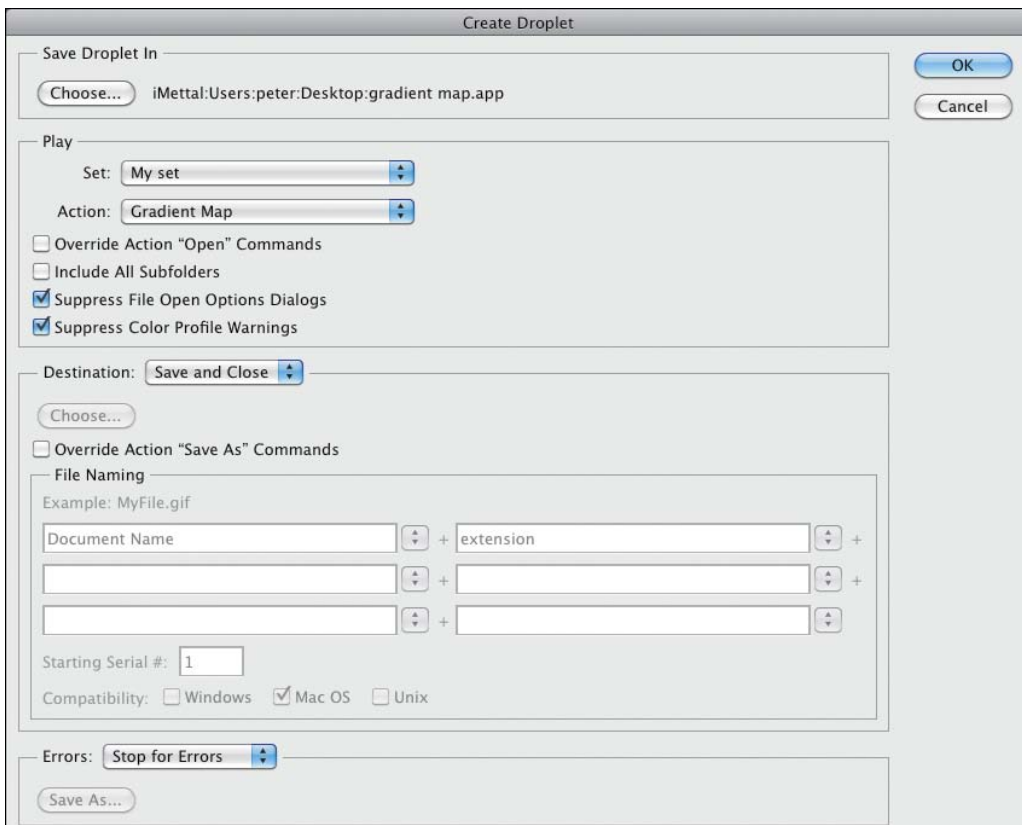 Create Droplet
Save Droplet In
OK
Choose... iMettal:Users:peter:Desktop:gradient map.app
Cancel
Play
Set: My set
Action: Gradient Map
Override Action “Open” Commands
Include All Subfolders
Suppress File Open Options Dialogs
Suppress Color Profile Warnings
Destination: Save and Close
Choose...
Override Action “Save As” Commands
File Naming
Example: MyFile.gif
Document Name + extension +
+ +
+
Starting Serial #: 1
Compatibility: Windows Mac OS Unix
Errors: Stop for Errors
Save As...